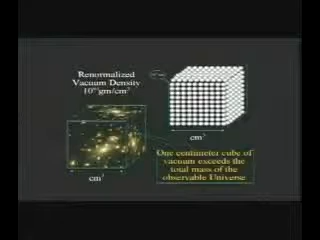 Renormalized
Vacuum Density
cm³
One centimeter cube of
vacuum exceeds the
total mass of the
observable Universe
cm³